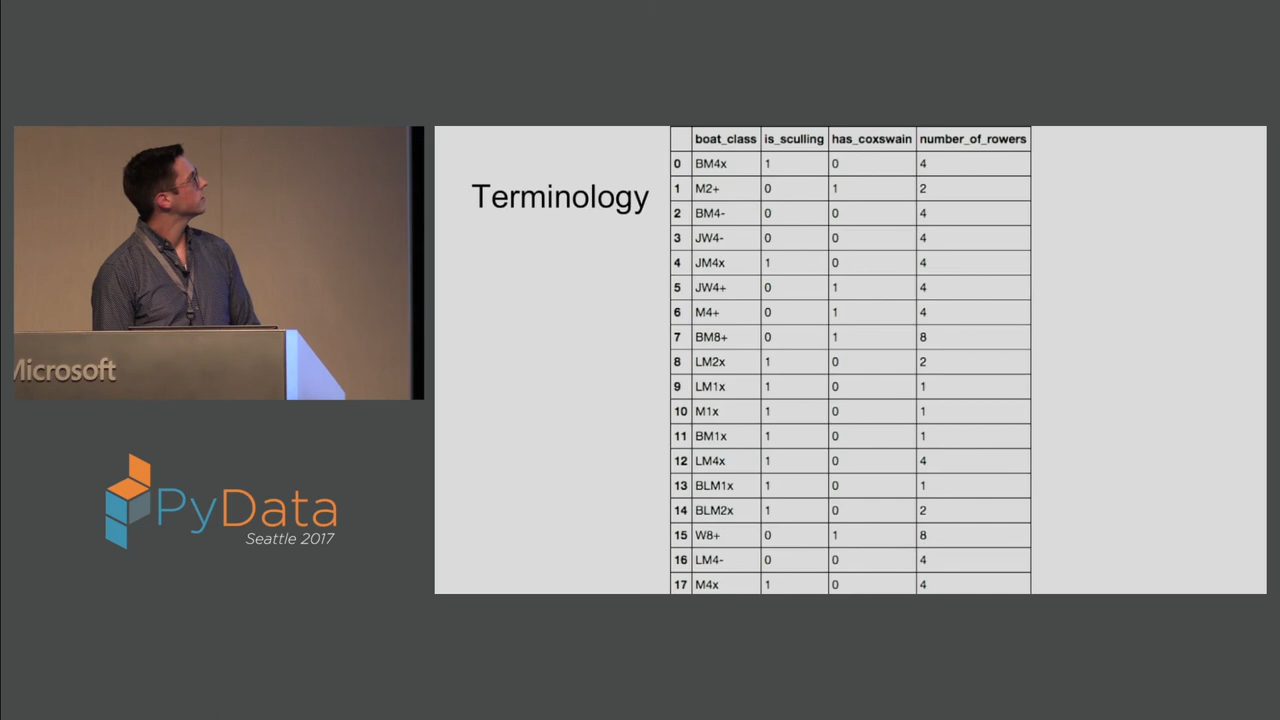 Microsoft
PyData
Seattle 2017
Terminology
boat_class is_sculling has_coxswain number_of_rowers
0 BM4x 1 0 4
1 M2+ 0 1 2
2 BM4- 0 0 4
3 JW4- 0 0 4
4 JM4x 1 0 4
5 JW4+ 0 1 4
6 M4+ 0 1 4
7 BM8+ 0 1 8
8 LM2x 1 0 2
9 LM1x 1 0 1
10 M1x 1 0 1
11 BM1x 1 0 1
12 LM4x 1 0 4
13 BLM1x 1 0 1
14 BLM2x 1 0 2
15 W8+ 0 1 8
16 LM4- 0 0 4
17 M4x 1 0 4